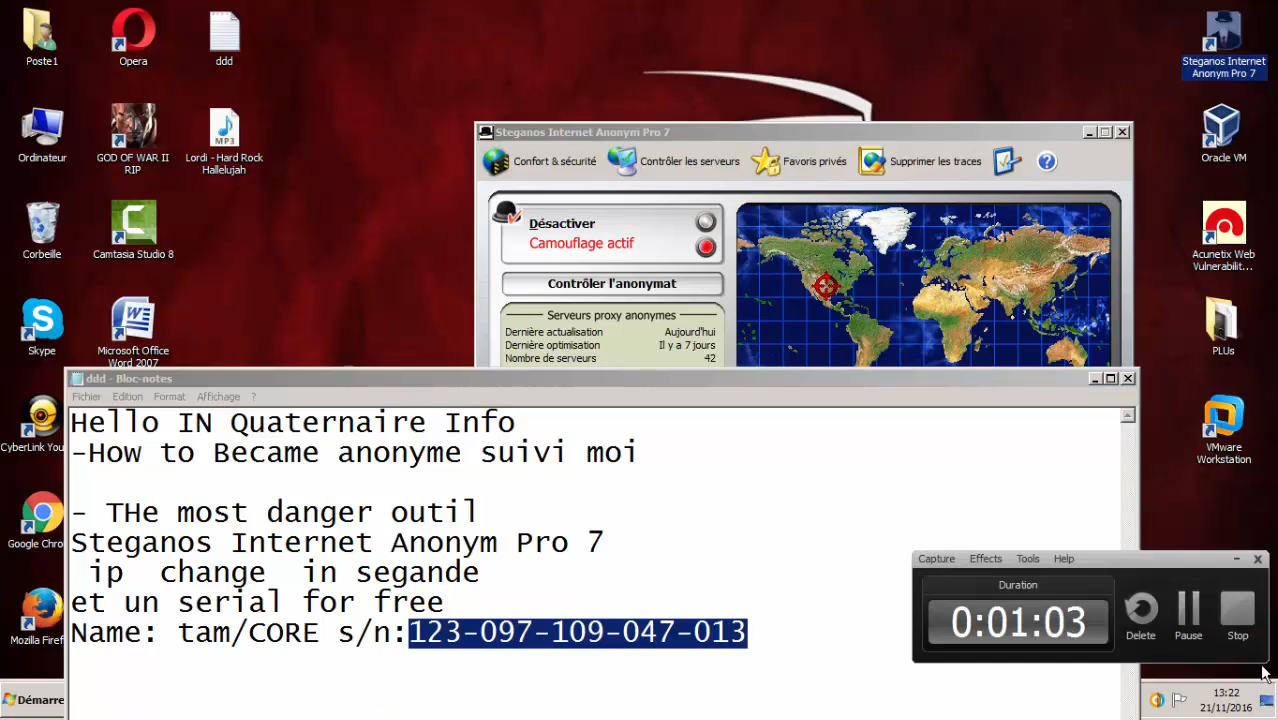 Poste1
Opera
ddd
Steganos Internet
Anonym Pro 7
Ordinateur
GOD OF WAR II
RIP
MP3
Lordi - Hard Rock
Hallelujah
Oracle VM
Corbeille
Camtasia Studio 8
Acunetix Web
Vulnerabilit...
Skype
Microsoft Office
Word 2007
PLUs
CyberLink You
VMware
Workstation
Google Chro
Mozilla Firef
Steganos Internet Anonym Pro 7
Confort & sécurité
Contrôler les serveurs
Favoris privés
Supprimer les traces
Désactiver
Camouflage actif
Contrôler l'anonymat
Serveurs proxy anonymes
Dernière actualisation Aujourd'hui
Dernière optimisation Il y a 7 jours
Nombre de serveurs 42
ddd - Bloc-notes
Fichier Edition Format Affichage ?
Hello IN Quaternaire Info
-How to Became anonyme suivi moi
- THe most danger outil
Steganos Internet Anonym Pro 7
ip change in segande
et un serial for free
Name: tam/CORE s/n:123-097-109-047-013
Capture Effects Tools Help
Duration
0:01:03
Delete
Pause
Stop
Démarre
13:22
21/11/2016